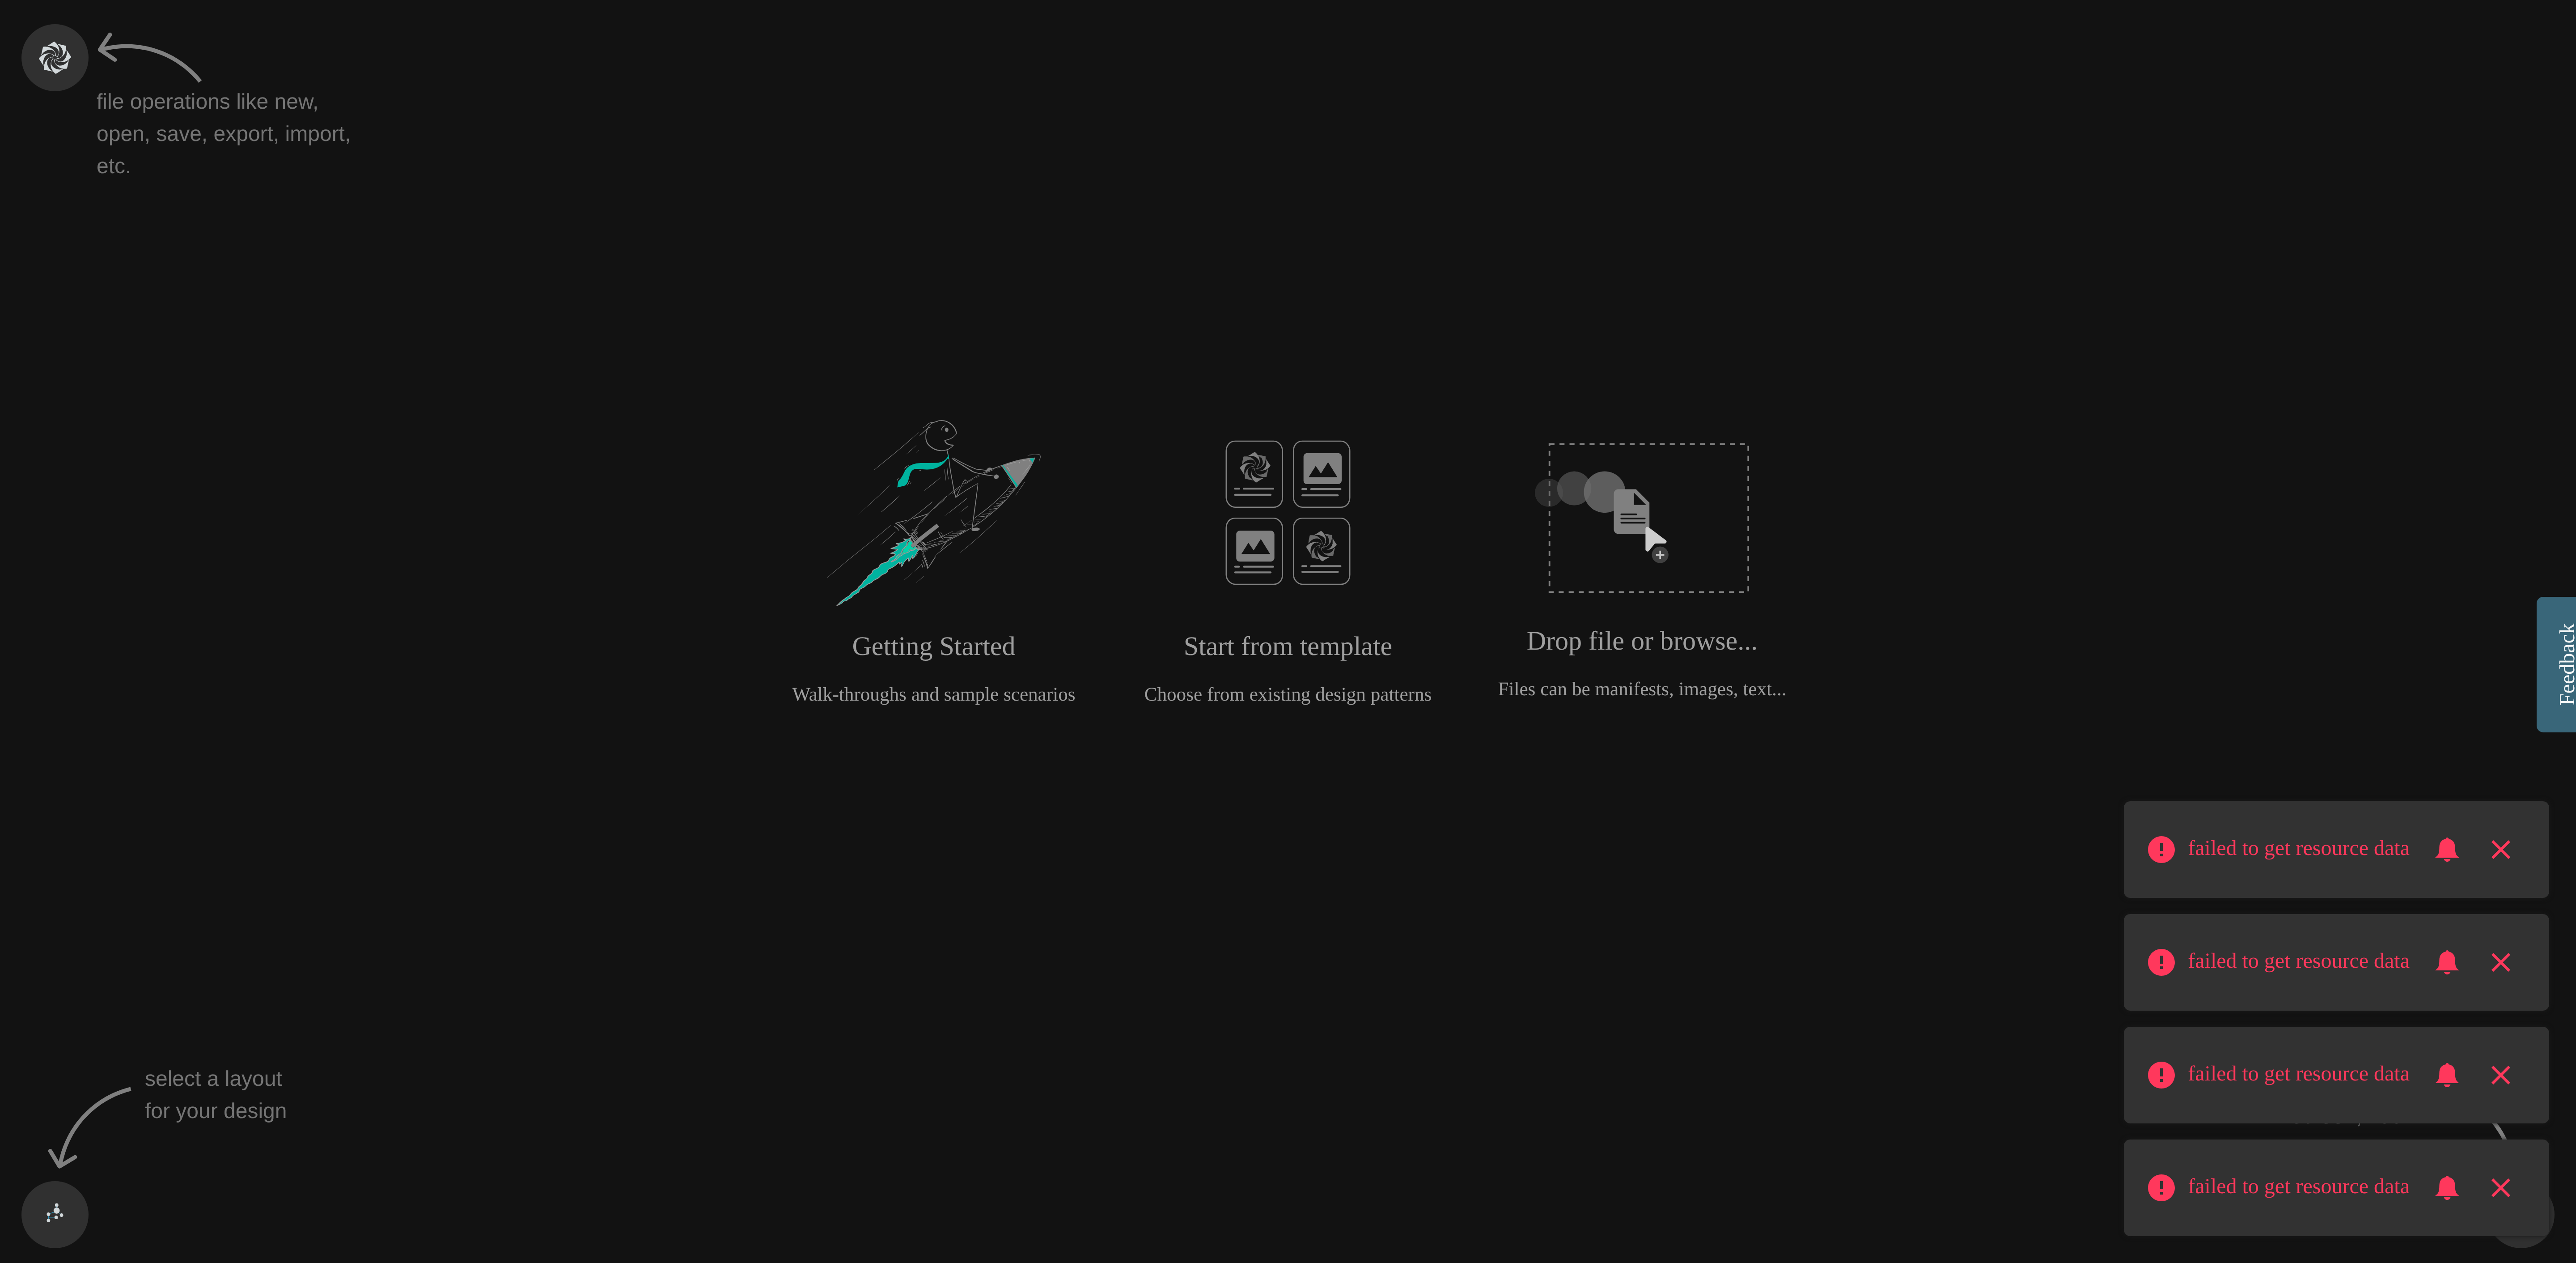 file operations like new,
open, save, export, import,
etc.
Getting Started
Walk-throughs and sample scenarios
Start from template
Choose from existing design patterns
Drop file or browse...
Files can be manifests, images, text...
Feedback
failed to get resource data
failed to get resource data
failed to get resource data
failed to get resource data
select a layout
for your design